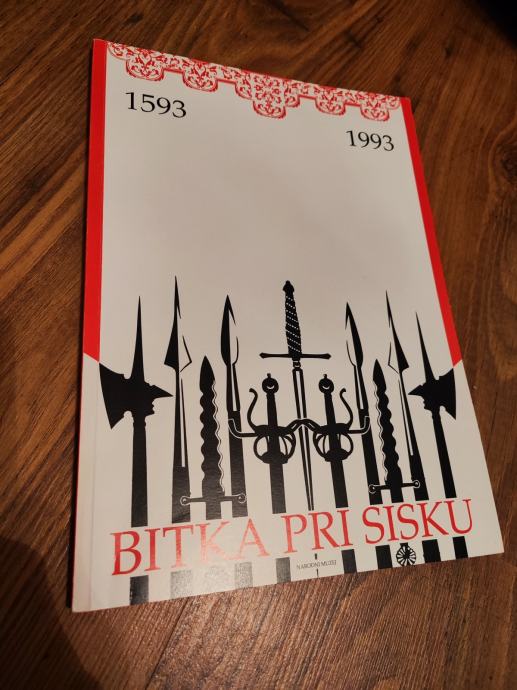 1593
1993
BITKA PRI SISKU
NARODNI MUZEJ